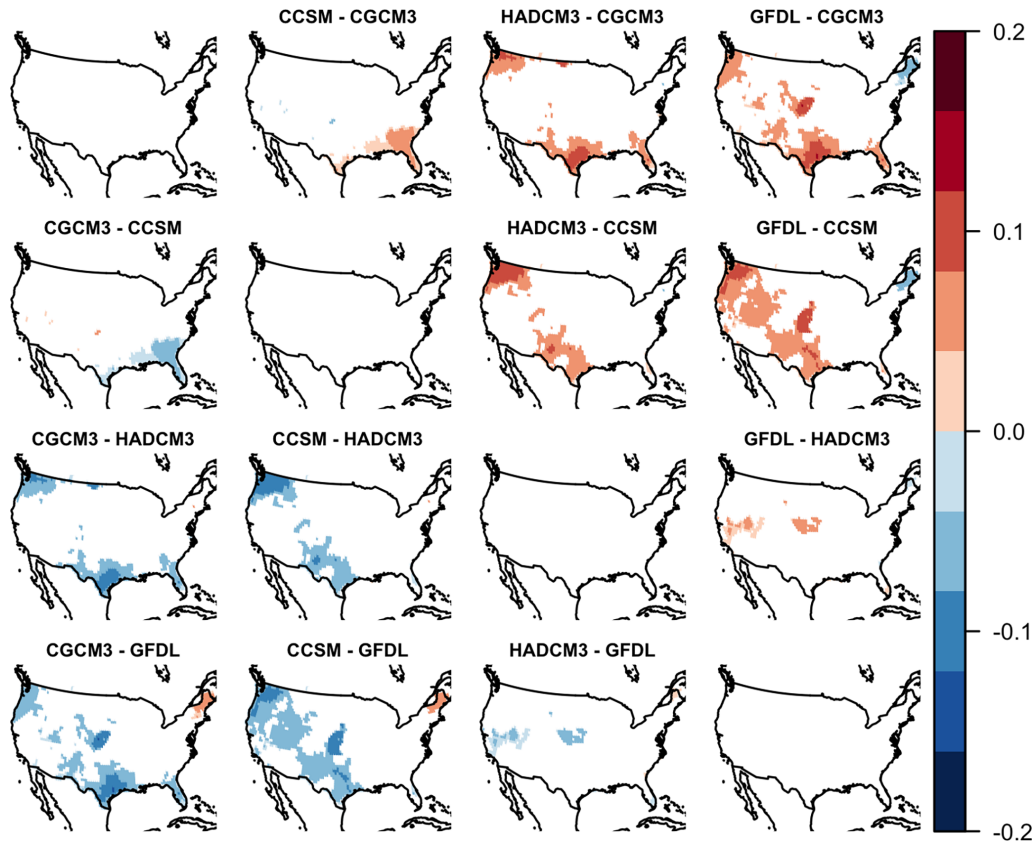 CCSM - CGCM3
HADCM3 - CGCM3
GFDL - CGCM3
CGCM3 - CCSM
HADCM3 - CCSM
GFDL - CCSM
CGCM3 - HADCM3
CCSM - HADCM3
GFDL - HADCM3
CGCM3 - GFDL
CCSM - GFDL
HADCM3 - GFDL
0.2
0.1
0.0
-0.1
-0.2